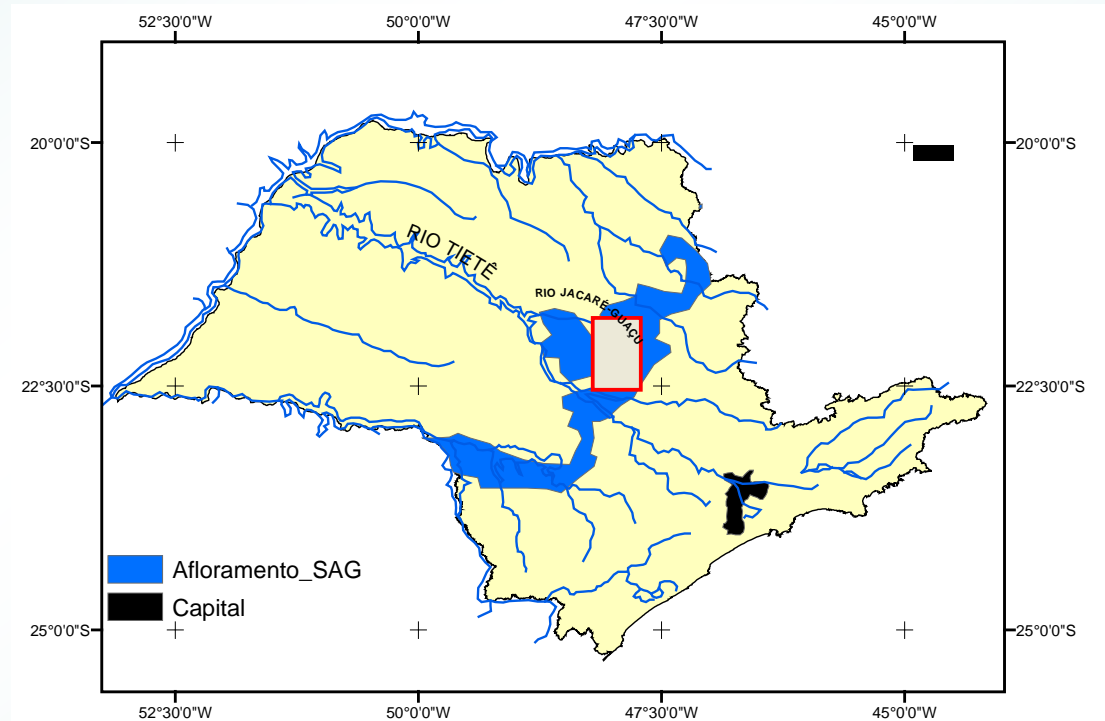 52°30'0"W 50°0'0"W 47°30'0"W 45°0'0"W
20°0'0"S 20°0'0"S
RIO TIETÊ
RIO JACARÉ-GUAÇU
22°30'0"S 22°30'0"S
Afloramento_SAG
Capital
25°0'0"S 25°0'0"S
52°30'0"W 50°0'0"W 47°30'0"W 45°0'0"W